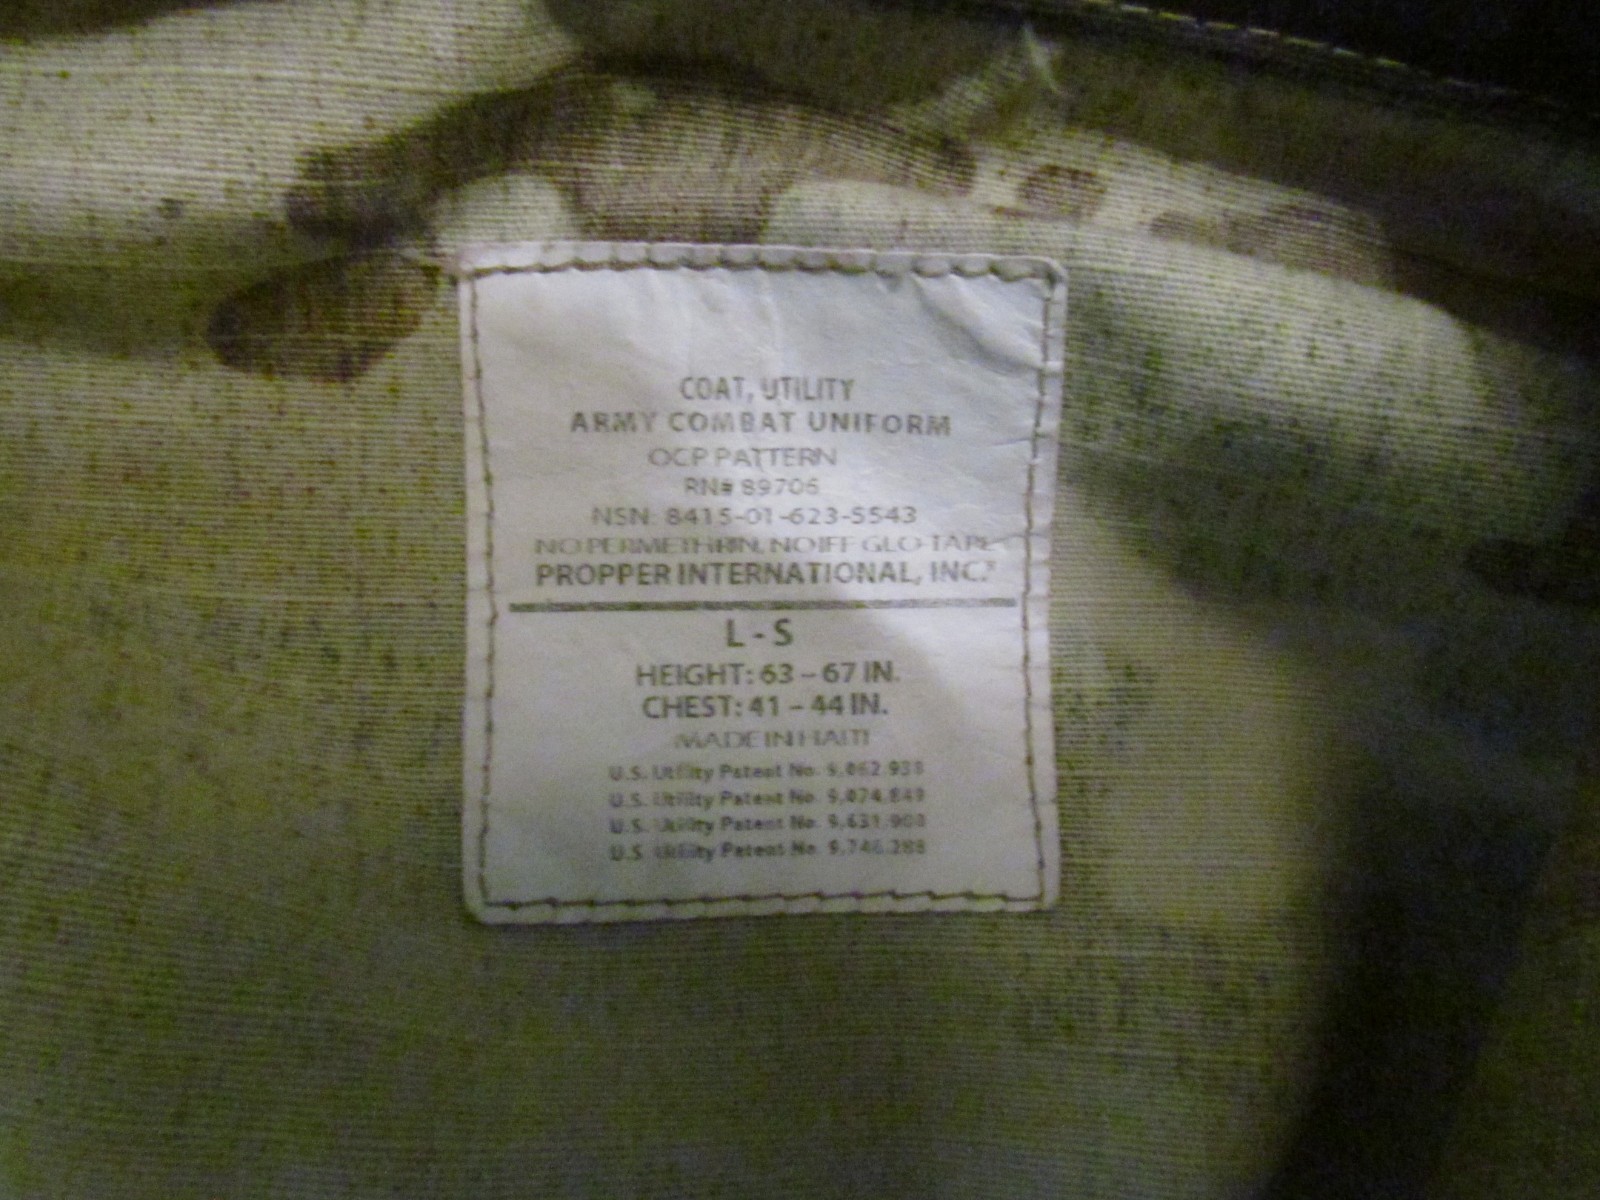 COAT, UTILITY
ARMY COMBAT UNIFORM
OCP PATTERN
RN# 89706
NSN: 8415-01-623-5543
NO PERMETHRIN, NO IFF GLO TAPE
PROPPER INTERNATIONAL, INC.®
L - S
HEIGHT: 63 – 67 IN.
CHEST: 41 – 44 IN.
MADE IN HAITI
U.S. Utility Patent No.
U.S. Utility Patent No.
U.S. Utility Patent No.
U.S. Utility Patent No.